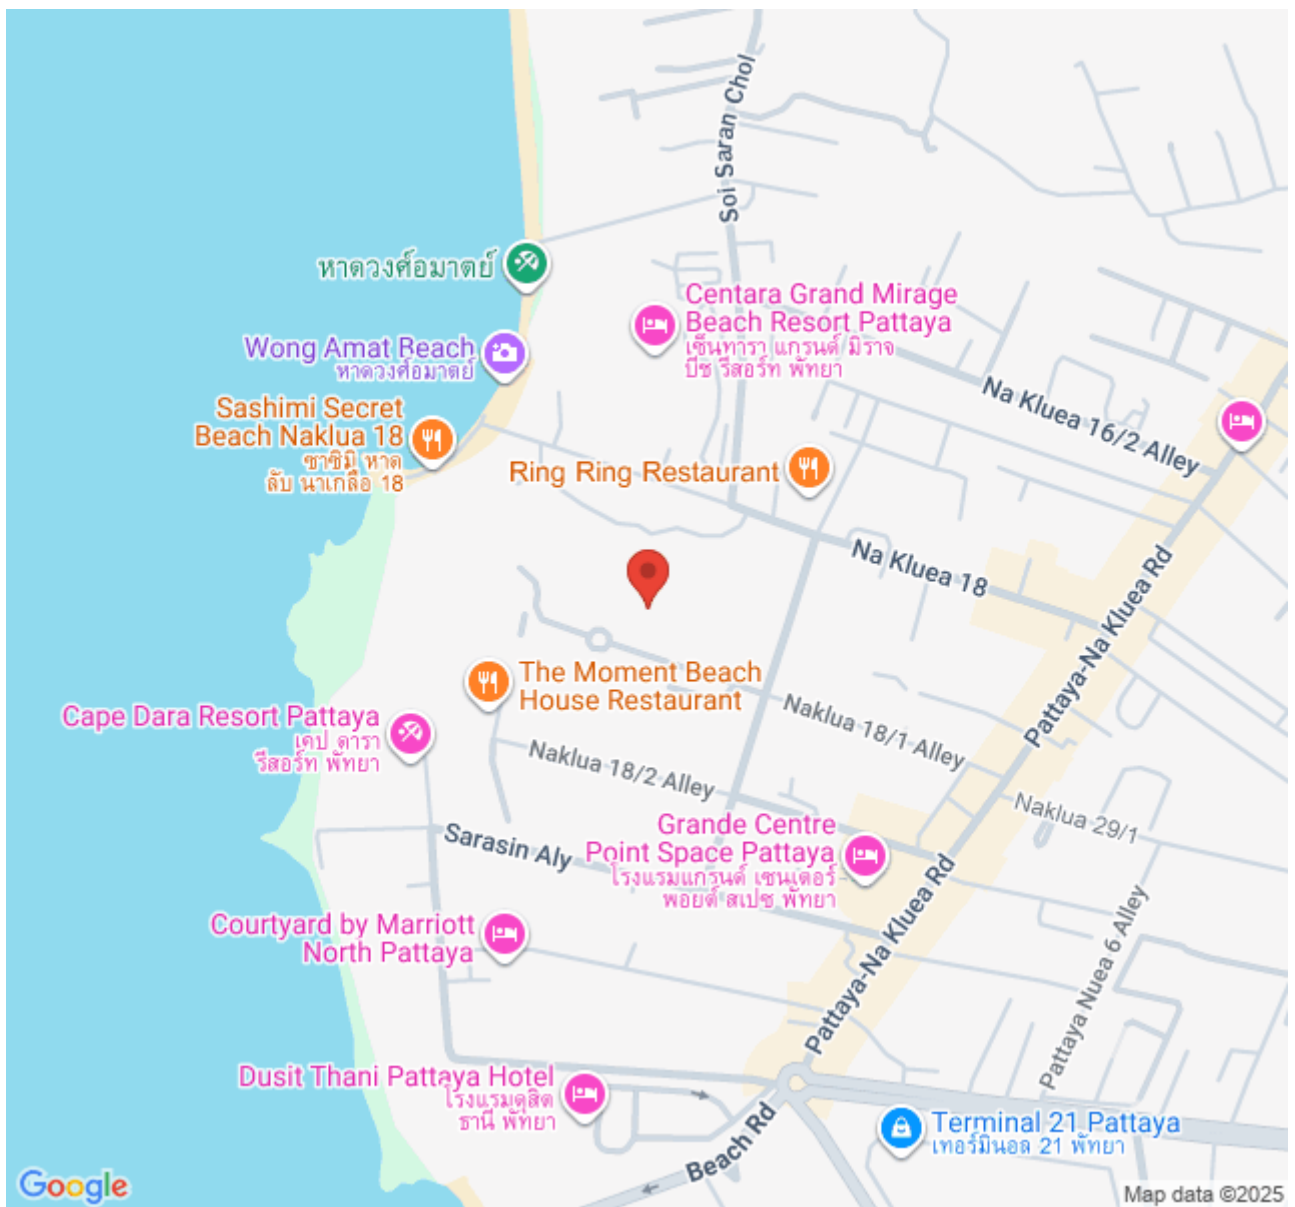 Soi Saran Chol
หาดวงศ์อมาตย์
Centara Grand Mirage
Beach Resort Pattaya
เซ็นทารา แกรนด์ มิราจ
บีช รีสอร์ท พัทยา
Wong Amat Beach
หาดวงศ์อมาตย์
Sashimi Secret
Beach Naklua 18
ซาซิมิ หาด
ลับ นาเกลือ 18
Na Kluea 16/2 Alley
Ring Ring Restaurant
Na Kluea 18
Pattaya-Na Kluea Rd
The Moment Beach
House Restaurant
Cape Dara Resort Pattaya
เคป ดารา
รีสอร์ท พัทยา
Naklua 18/1 Alley
Naklua 18/2 Alley
Naklua 29/1
Sarasin Aly
Grande Centre
Point Space Pattaya
โรงแรมแกรนด์ เซนเตอร์
พอยต์ สเปซ พัทยา
Courtyard by Marriott
North Pattaya
Pattaya-Na Kluea Rd
Pattaya Nuea 6 Alley
Dusit Thani Pattaya Hotel
โรงแรมดุสิต
ธานี พัทยา
Beach Rd
Terminal 21 Pattaya
เทอร์มินอล 21 พัทยา
Google
Map data ©2025